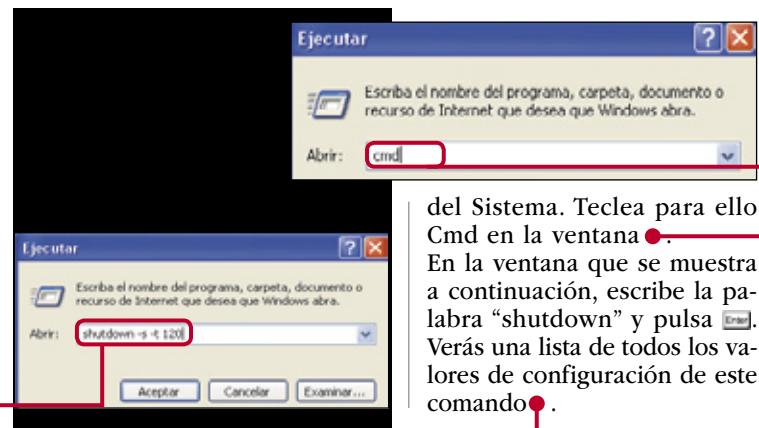 Ejecutar
Escriba el nombre del programa, carpeta, documento o
recurso de Internet que desea que Windows abra.
Abrir: cmd
Ejecutar
Escriba el nombre del programa, carpeta, documento o
recurso de Internet que desea que Windows abra.
Abrir: shutdown -s -t 120
Aceptar Cancelar Examinar...
del Sistema. Teclea para ello
Cmd en la ventana .
En la ventana que se muestra
a continuación, escribe la pa-
labra “shutdown” y pulsa Enter.
Verás una lista de todos los va-
lores de configuración de este
comando .